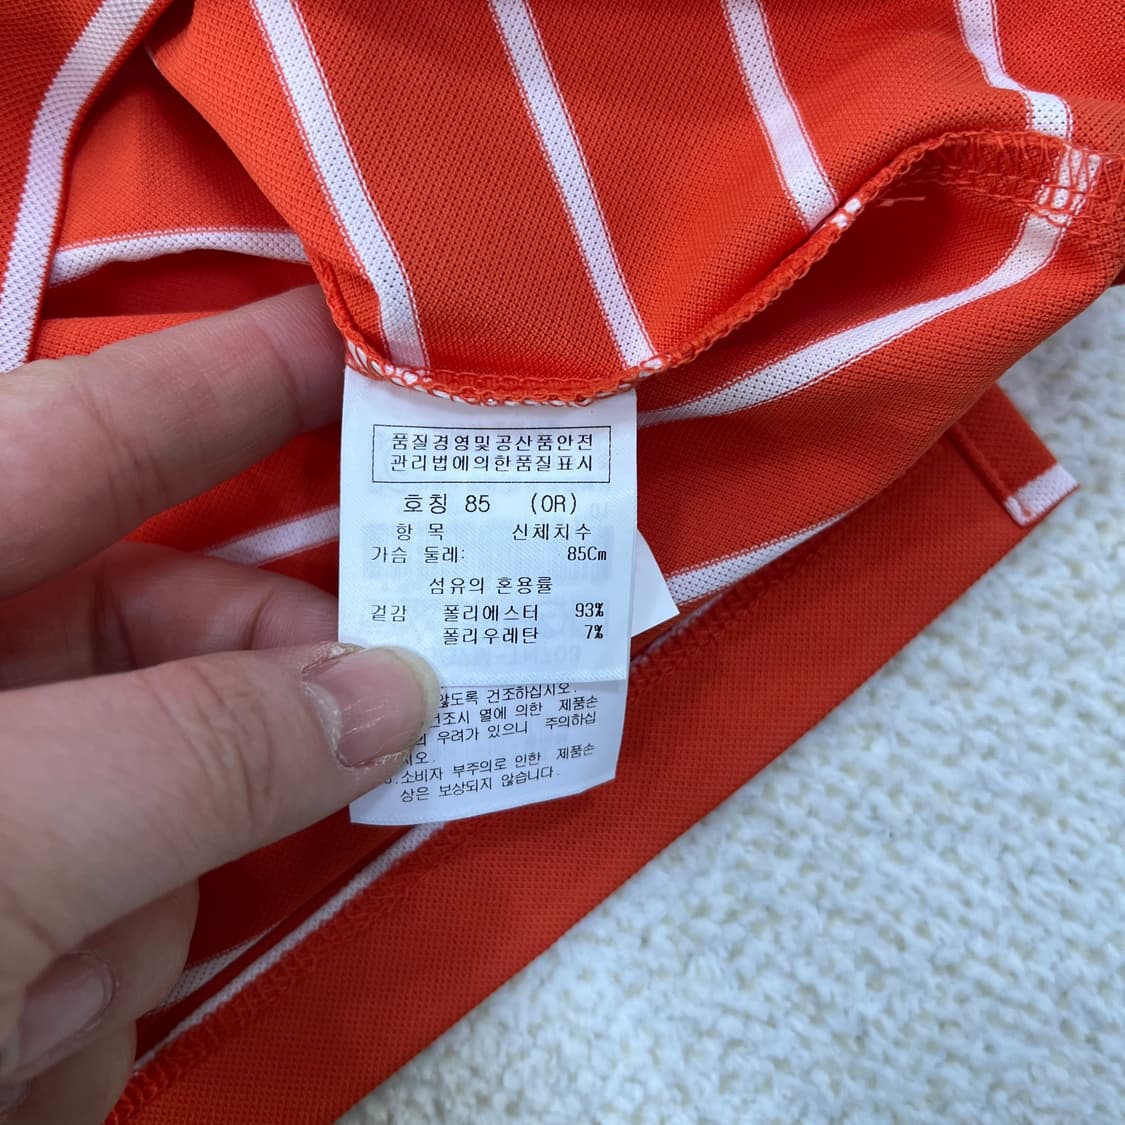 품질경영및공산품안전
관리법에의한품질표시
호칭 85 (OR)
항 목 신체치수
가슴 둘레: 85Cm
섬유의 혼용률
겉감 폴리에스터 93%
폴리우레탄 7%
않도록 건조하십시오.
건조시 열에 의한 제품손
의 우려가 있으니 주의하십
시오.
소비자 부주의로 인한 제품손
상은 보상되지 않습니다.